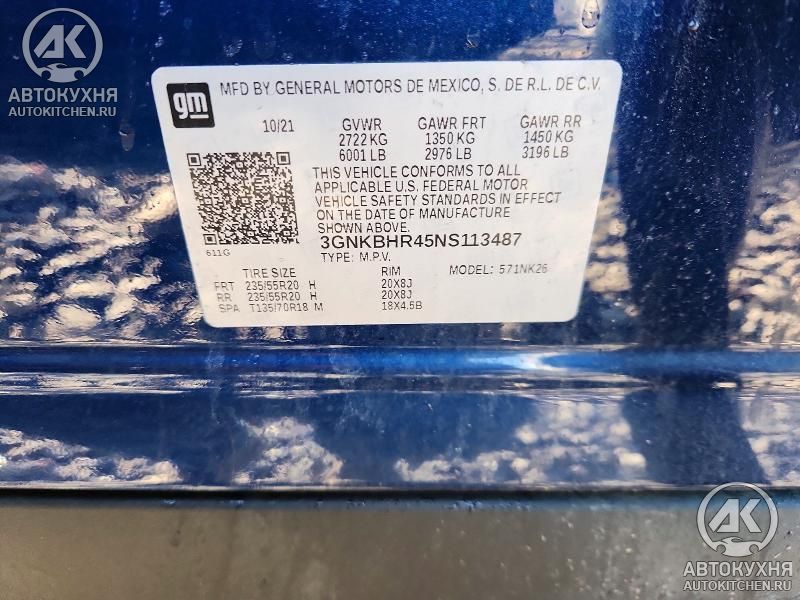 AK
АВТОКУХНЯ
AUTOKITCHEN.RU
gm
MFD BY GENERAL MOTORS DE MEXICO, S. DE R.L. DE C.V.
10/21 GVWR GAWR FRT GAWR RR
2722 KG 1350 KG 1450 KG
6001 LB 2976 LB 3196 LB
THIS VEHICLE CONFORMS TO ALL
APPLICABLE U.S. FEDERAL MOTOR
VEHICLE SAFETY STANDARDS IN EFFECT
ON THE DATE OF MANUFACTURE
SHOWN ABOVE.
611G
3GNKBHR45NS113487
TYPE: M.P.V. MODEL: 571NK26
TIRE SIZE RIM
FRT 235/55R20 H 20X8J
RR 235/55R20 H 20X8J
SPA T135/70R18 M 18X4.5B
AK
АВТОКУХНЯ
AUTOKITCHEN.RU